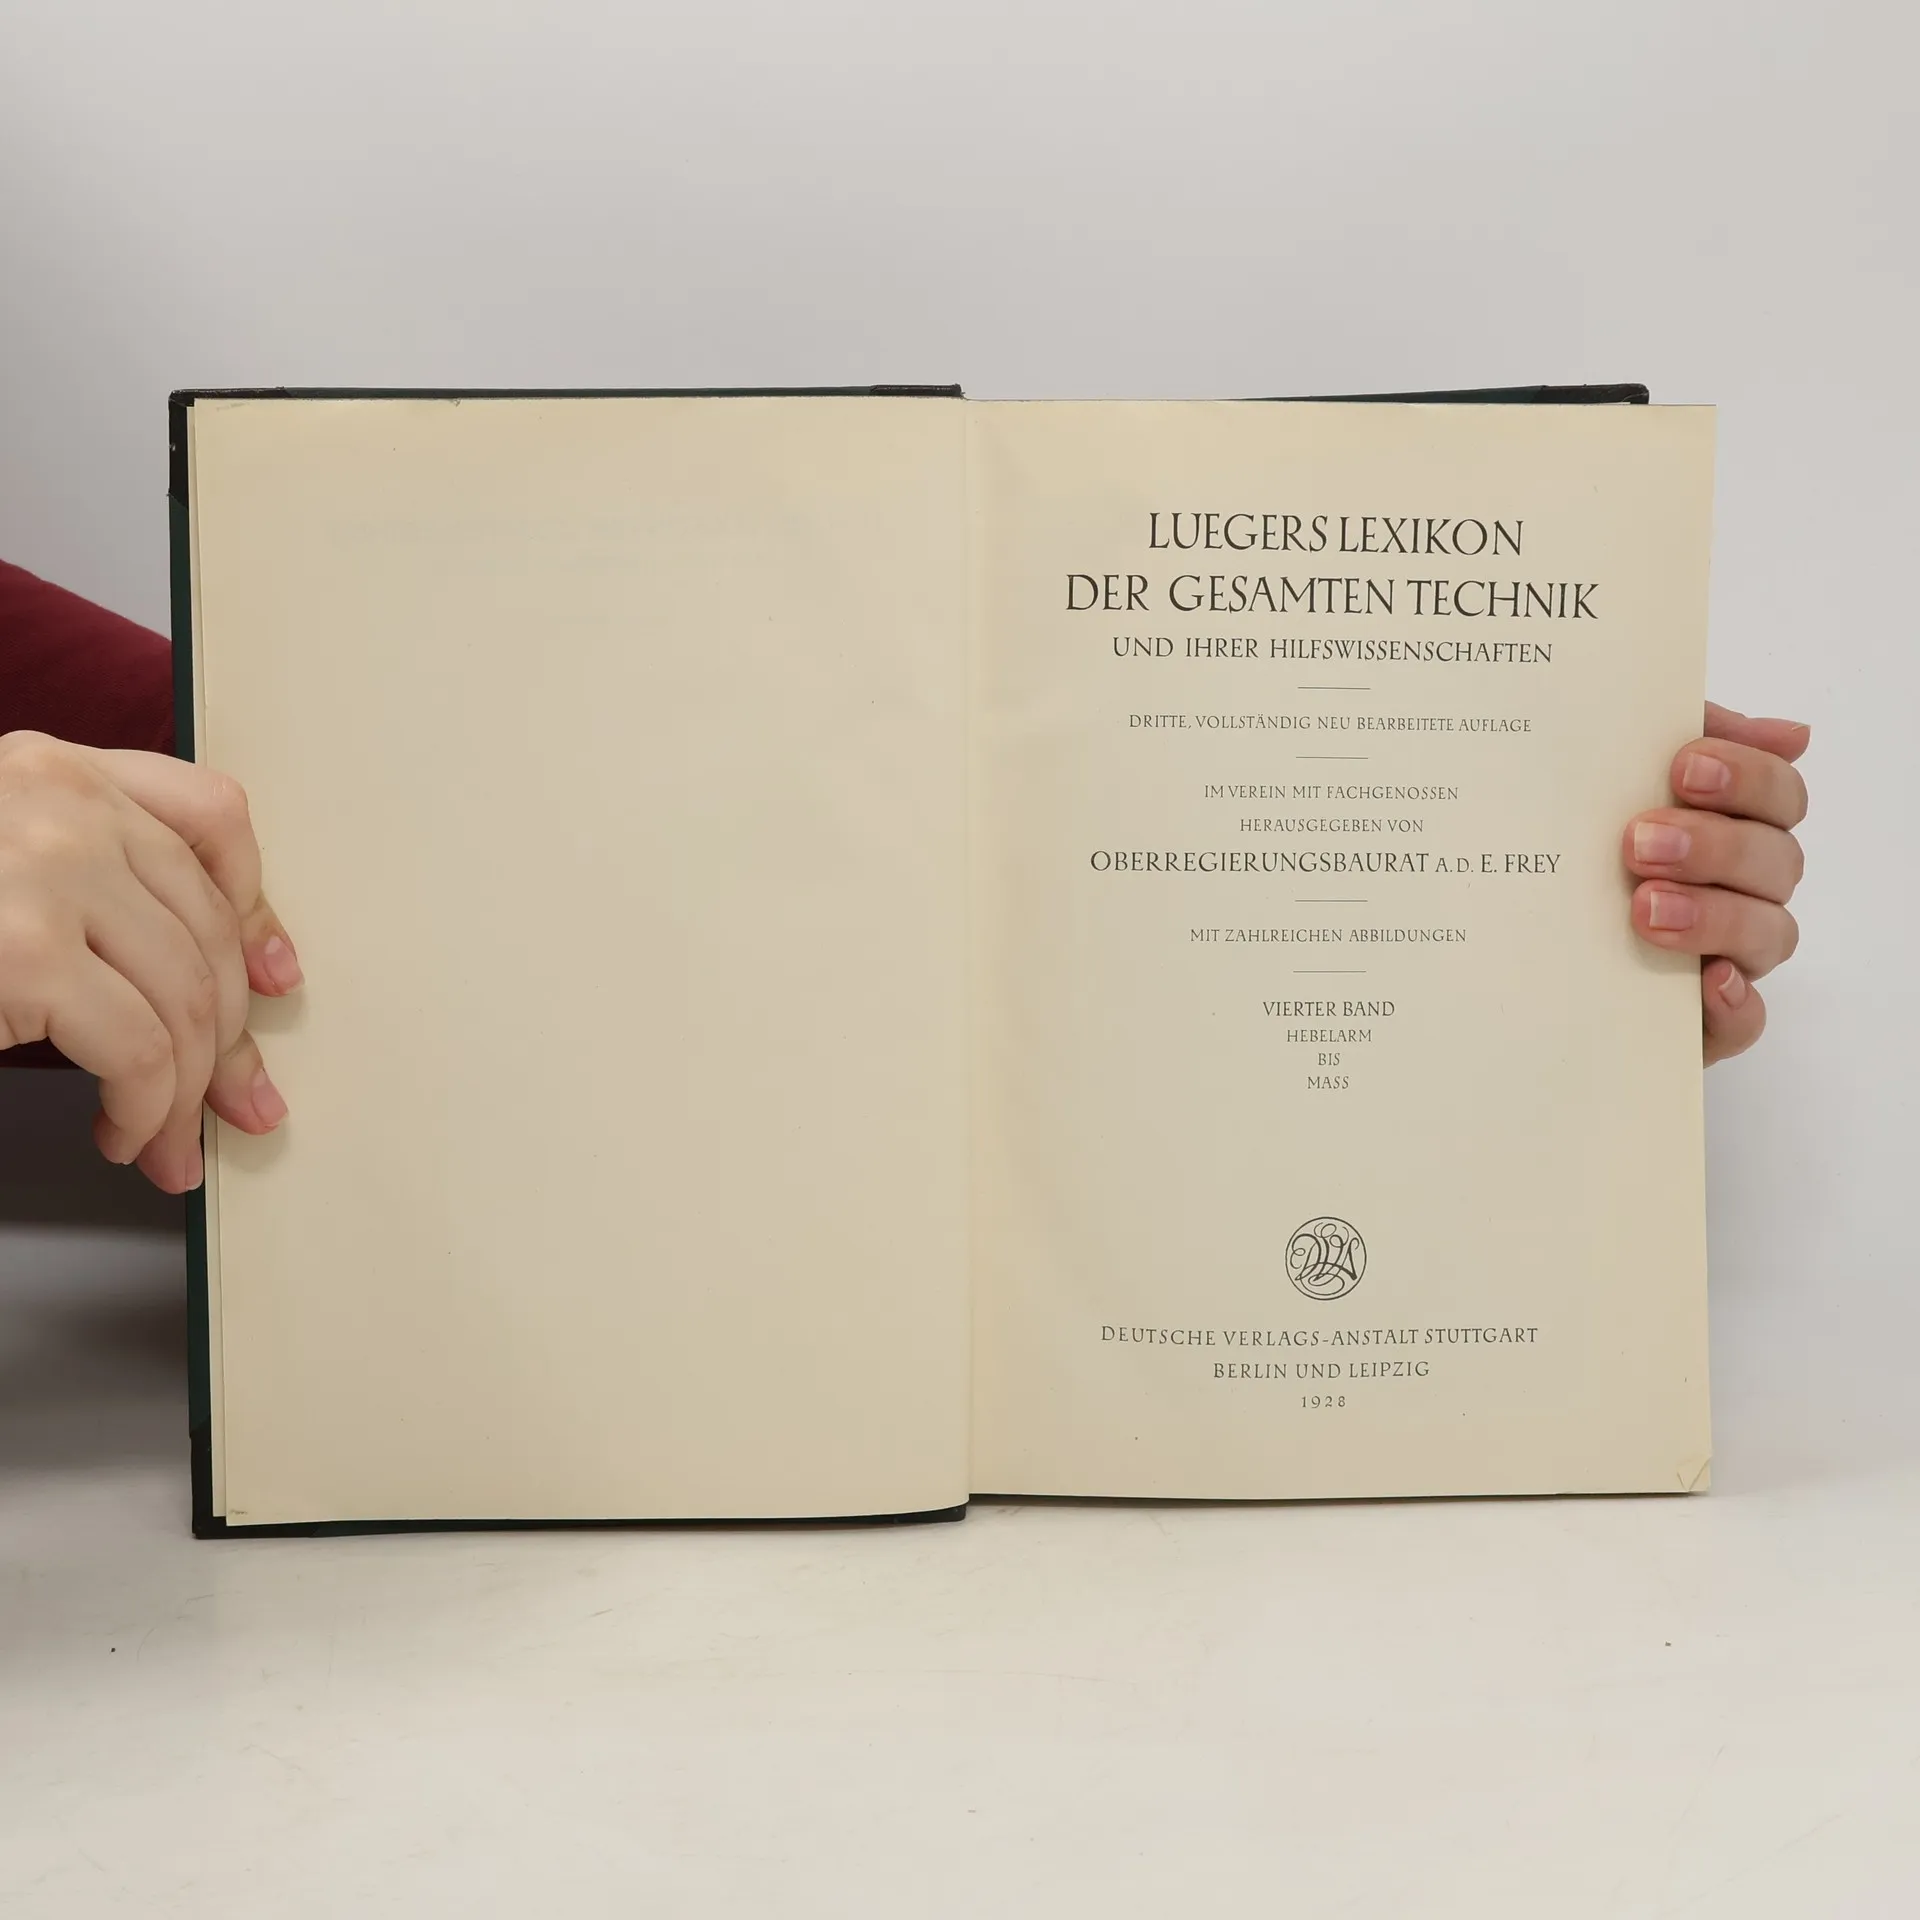 LUEGERS LEXIKON
DER GESAMTEN TECHNIK
UND IHRER HILFSWISSENSCHAFTEN
DRITTE, VOLLSTÄNDIG NEU BEARBEITETE AUFLAGE
IM VEREIN MIT FACHGENOSSEN
HERAUSGEGEBEN VON
OBERREGIERUNGSBAURAT A. D. E. FREY
MIT ZAHLREICHEN ABBILDUNGEN
VIERTER BAND
HEBELARM
BIS
MASS
DVA
DEUTSCHE VERLAGS-ANSTALT STUTTGART
BERLIN UND LEIPZIG
1928